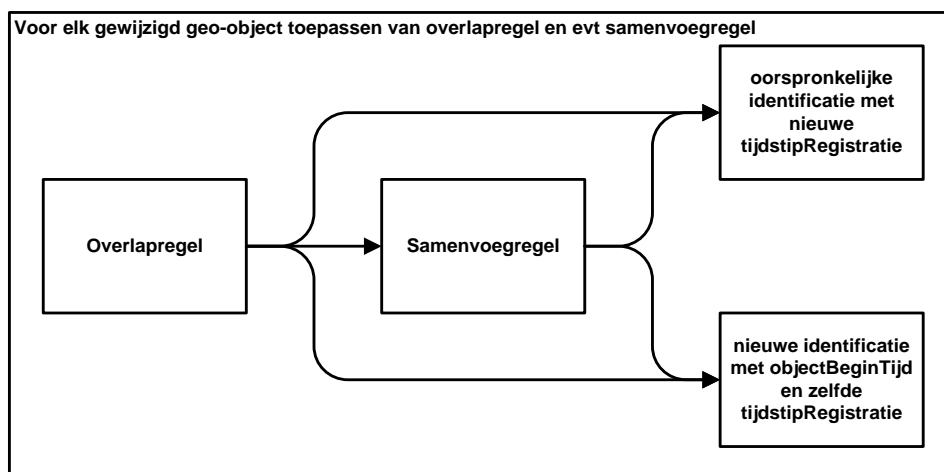 Voor elk gewijzigd geo-object toepassen van overlapregel en evt samenvoegregel
oorspronkelijke
identificatie met
nieuwe
tijdstipRegistratie
Overlapregel
Samenvoegregel
nieuwe identificatie
met objectBeginTijd
en zelfde
tijdstipRegistratie